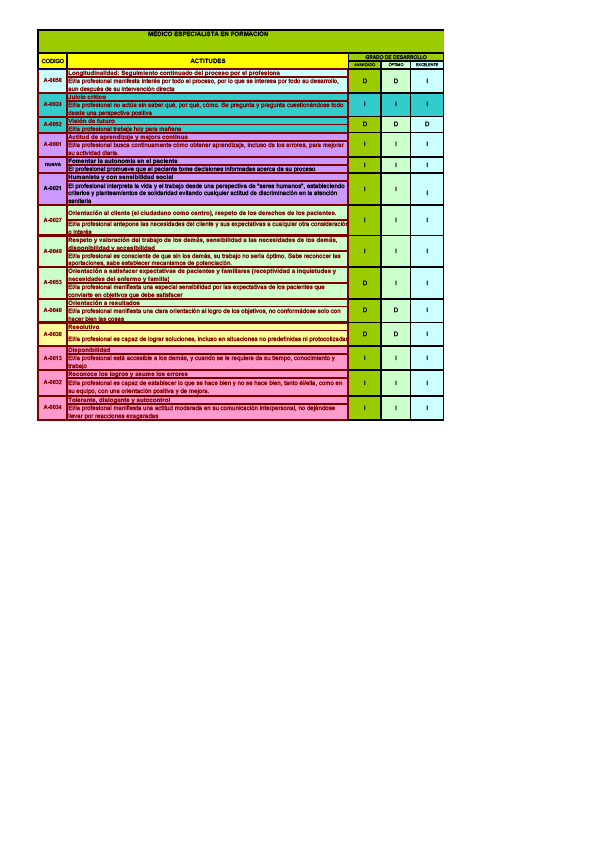 MÉDICO ESPECIALISTA EN FORMACIÓN
CODIGO ACTITUDES GRADO DE DESARROLLO
AVANZADO ÓPTIMO EXCELENTE
Longitudinalidad: Seguimiento continuado del proceso por el profesiona
A-0058 El/la profesional manifiesta interés por todo el proceso, por lo que se interesa por todo su desarrollo, D D I
aun después de su intervención directa
Juicio crítico
A-0024 El/la profesional no actúa sin saber qué, por qué, cómo. Se pregunta y pregunta cuestionándose todo I I I
desde una perspectiva positiva
Visión de futuro
A-0052 El/la profesional trabaja hoy para mañana D D D
Actitud de aprendizaje y mejora continua
A-0081 El/la profesional busca continuamente cómo obtener aprendizaje, incluso de los errores, para mejorar I I I
su actividad diaria.
Fomentar la autonomía en el paciente
nueva El profesional promueve que el paciente tome decisiones informadas acerca de su proceso I I I
Humanista y con sensibilidad social
A-0021 El profesional interpreta la vida y el trabajo desde una perspectiva de "seres humanos", estableciendo I I I
criterios y planteamientos de solidaridad evitando cualquier actitud de discriminación en la atención
sanitaria
Orientación al cliente (el ciudadano como centro), respeto de los derechos de los pacientes.
A-0027 El/la profesional antepone las necesidades del cliente y sus expectativas a cualquier otra consideración I I I
o interés
Respeto y valoración del trabajo de los demás, sensibilidad a las necesidades de los demás,
disponibilidad y accesibilidad
A-0049 El/la profesional es consciente de que sin los demás, su trabajo no sería óptimo. Sabe reconocer las I I I
aportaciones, sabe establecer mecanismos de potenciación.
Orientación a satisfacer expectativas de pacientes y familiares (receptividad a inquietudes y
necesidades del enfermo y familia)
A-0053 El/la profesional manifiesta una especial sensibilidad por las expectativas de los pacientes que D I I
convierte en objetivos que debe satisfacer
Orientación a resultados
A-0040 El/la profesional manifiesta una clara orientación al logro de los objetivos, no conformándose solo con D D I
hacer bien las cosas
Resolutivo
A-0038 El/la profesional es capaz de lograr soluciones, incluso en situaciones no predefinidas ni protocolizadas D D I
Disponibilidad
A-0013 El/la profesional está accesible a los demás, y cuando se le requiere da su tiempo, conocimiento y I I I
trabajo
Reconoce los logros y asume los errores
A-0032 El/la profesional es capaz de establecer lo que se hace bien y no se hace bien, tanto él/ella, como en I I I
su equipo, con una orientación positiva y de mejora.
Tolerante, dialogante y autocontrol
A-0034 El/la profesional manifiesta una actitud moderada en su comunicación interpersonal, no dejándose I I I
llevar por reacciones exageradas